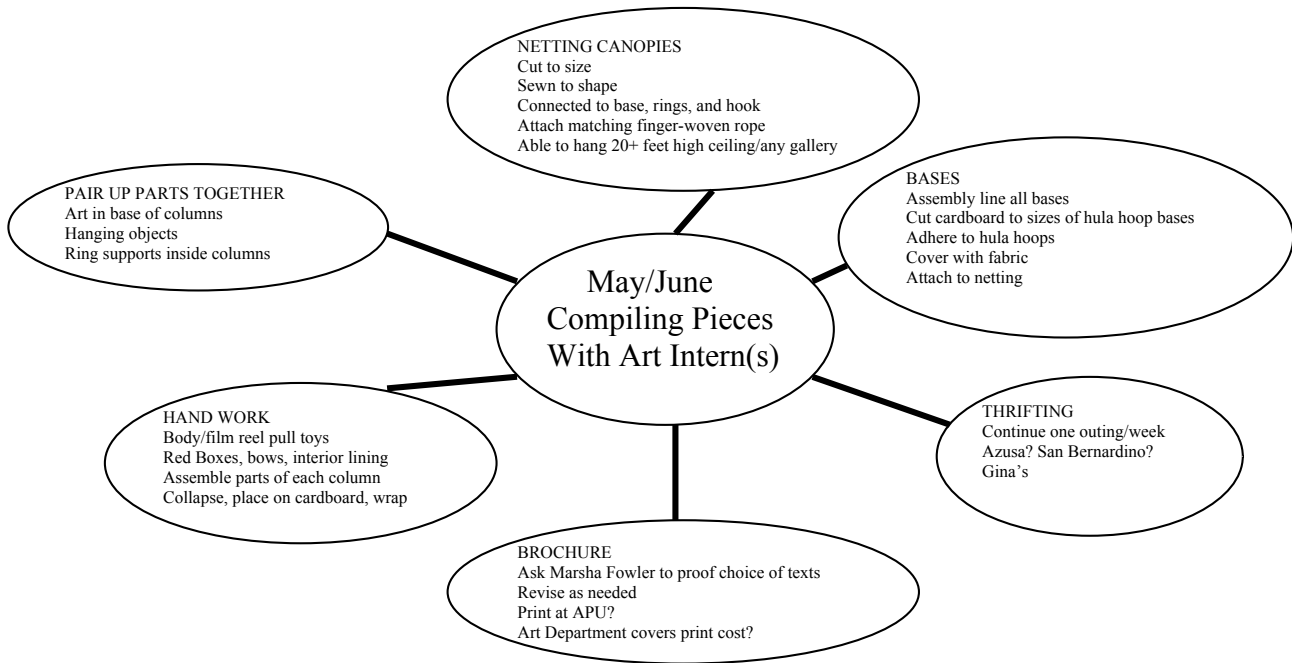 NETTING CANOPIES
Cut to size
Sewn to shape
Connected to base, rings, and hook
Attach matching finger-woven rope
Able to hang 20+ feet high ceiling/any gallery
PAIR UP PARTS TOGETHER
Art in base of columns
Hanging objects
Ring supports inside columns
BASES
Assembly line all bases
Cut cardboard to sizes of hula hoop bases
Adhere to hula hoops
Cover with fabric
Attach to netting
May/June
Compiling Pieces
With Art Intern(s)
HAND WORK
Body/film reel pull toys
Red Boxes, bows, interior lining
Assemble parts of each column
Collapse, place on cardboard, wrap
THRIFTING
Continue one outing/week
Azusa? San Bernardino?
Gina’s
BROCHURE
Ask Marsha Fowler to proof choice of texts
Revise as needed
Print at APU?
Art Department covers print cost?